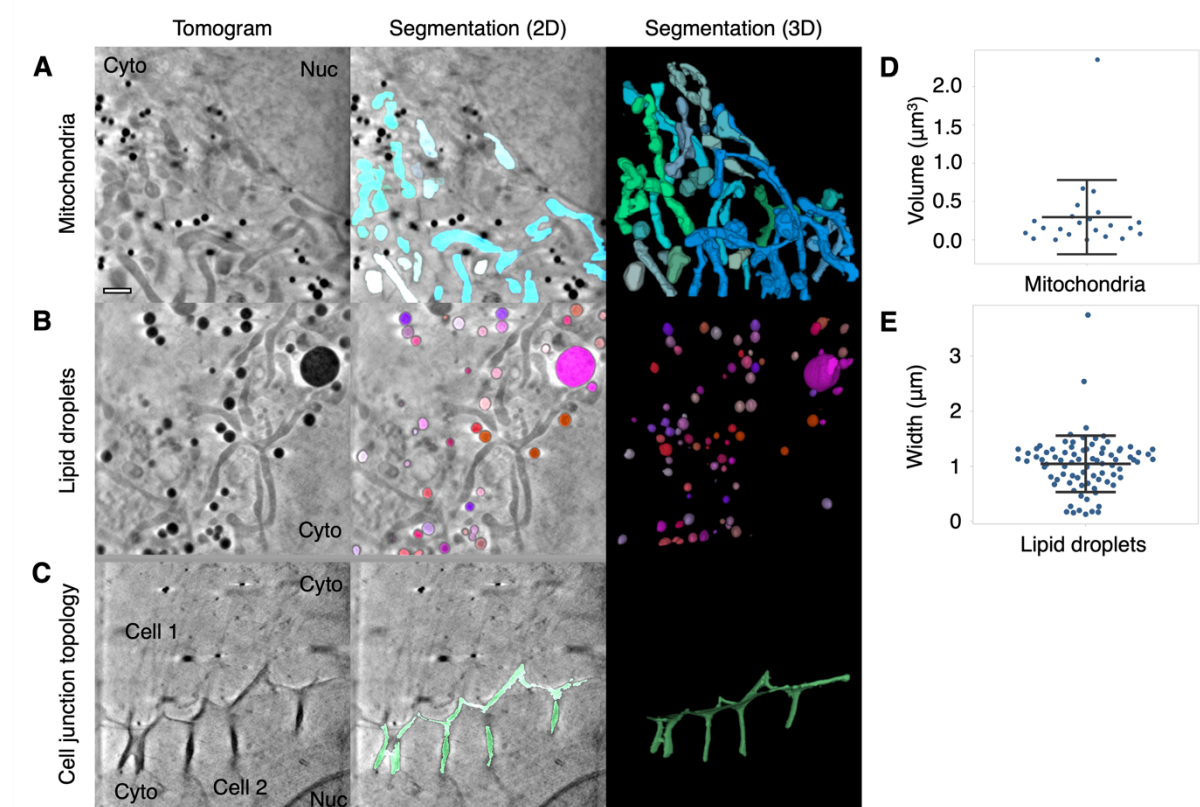 Tomogram
Segmentation (2D)
Segmentation (3D)
A
Mitochondria
Cyto
Nuc
B
Lipid droplets
Cyto
C
Cell junction topology
Cyto
Cell 1
Cell 2
Cyto
Nuc
D
Volume (µm³)
2.0
1.5
1.0
0.5
0.0
Mitochondria
E
Width (µm)
3
2
1
0
Lipid droplets